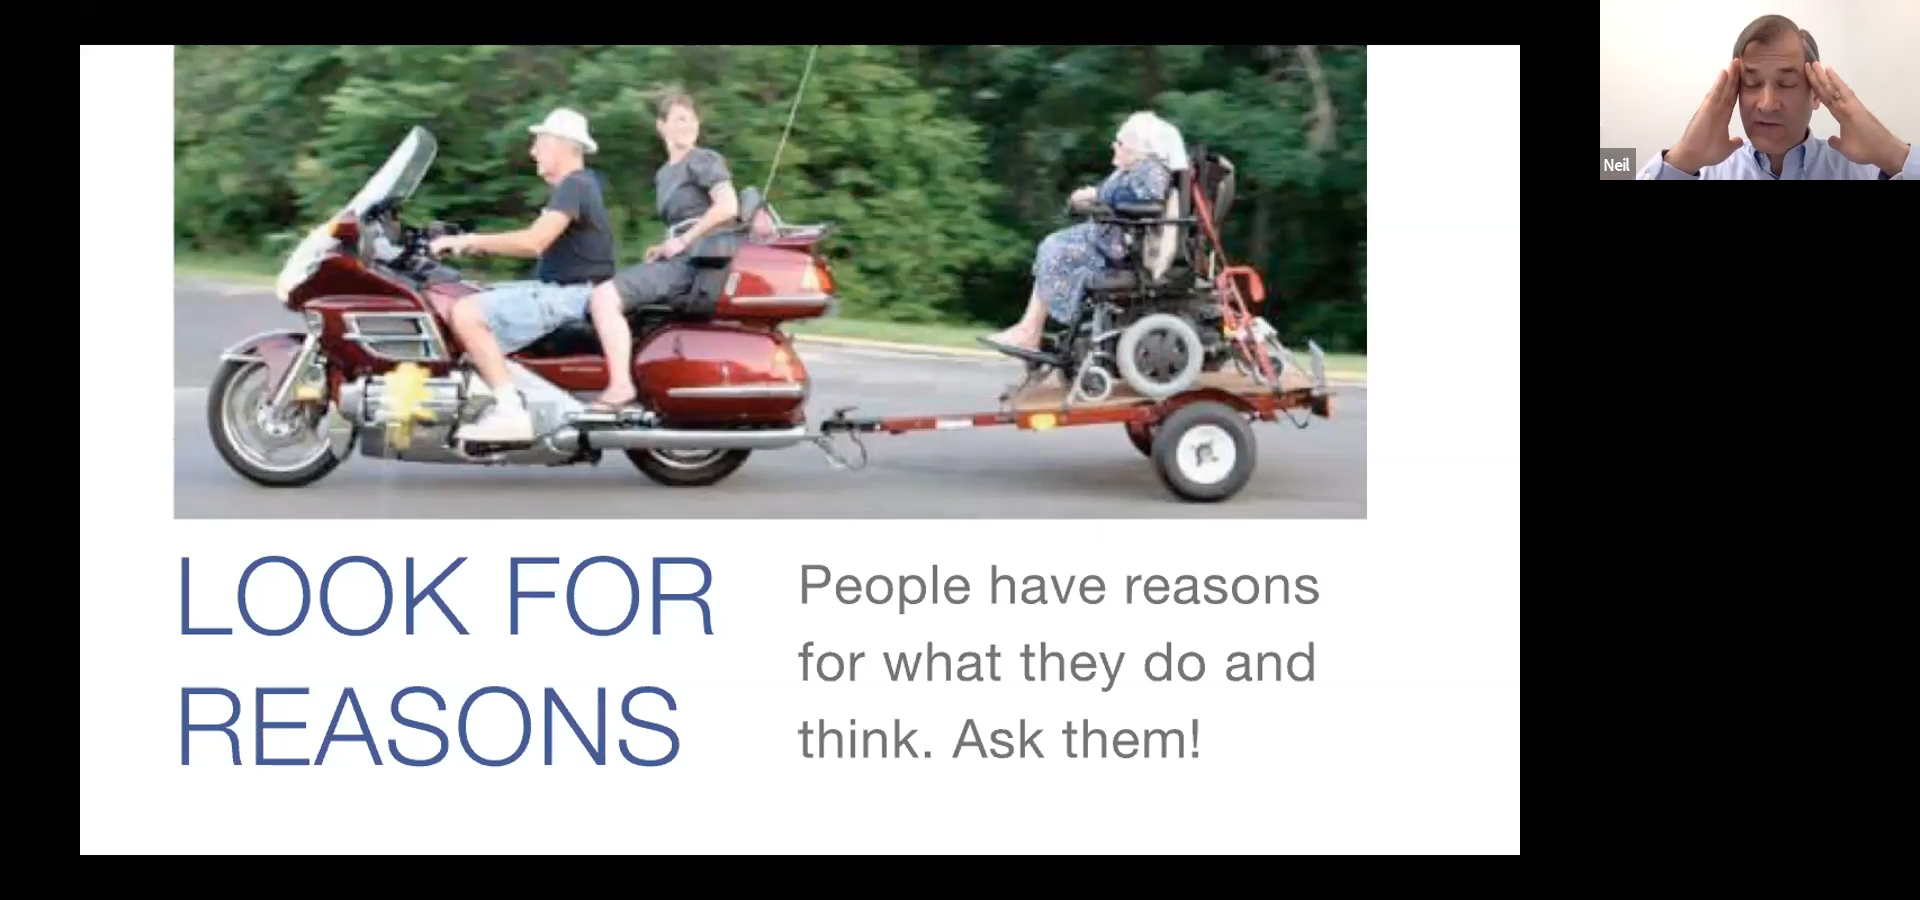 LOOK FOR
REASONS
People have reasons
for what they do and
think. Ask them!
Neil